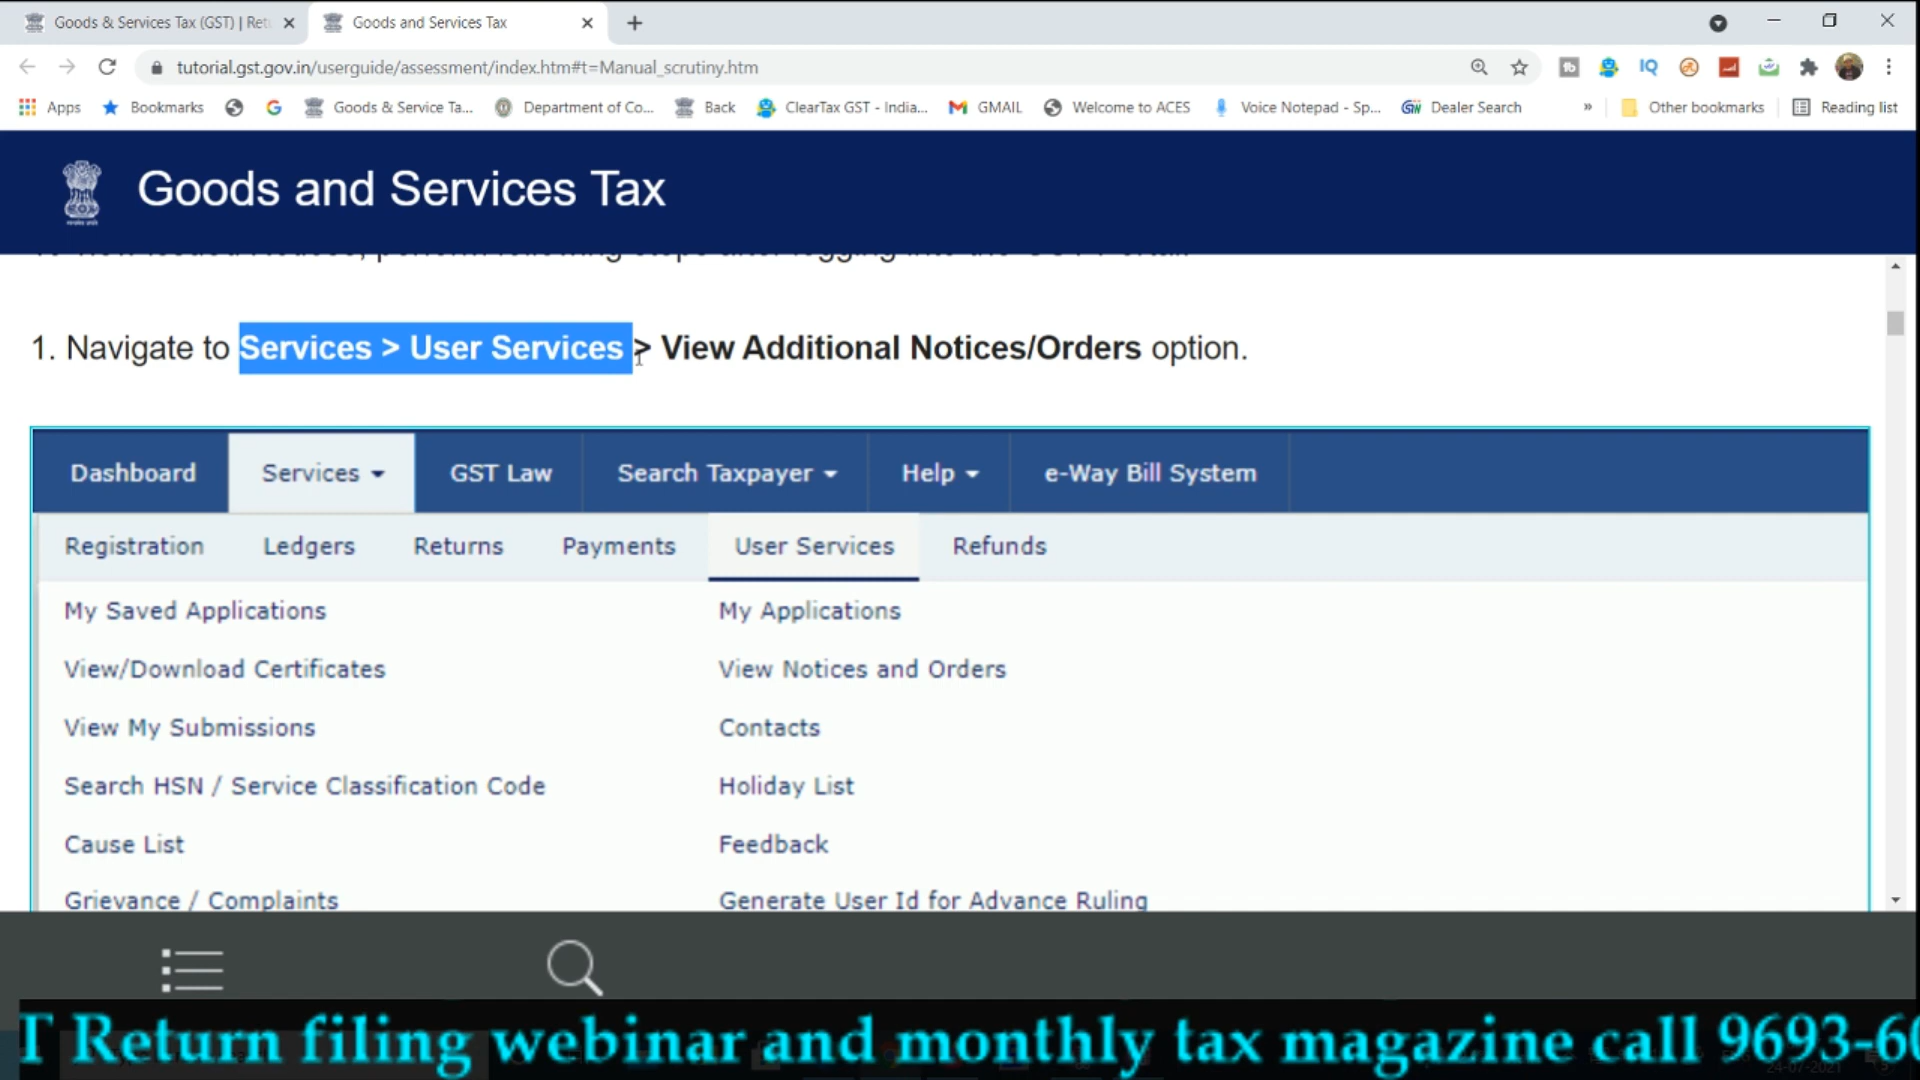 Goods & Services Tax (GST) | Retu
Goods and Services Tax
tutorial.gst.gov.in/userguide/assessment/index.htm#t=Manual_scrutiny.htm
Apps
Bookmarks
Goods & Service Ta...
Department of Co...
Back
ClearTax GST - India...
GMAIL
Welcome to ACES
Voice Notepad - Sp...
Dealer Search
»
Other bookmarks
Reading list
Goods and Services Tax
1. Navigate to Services > User Services > View Additional Notices/Orders option.
Dashboard
Services
GST Law
Search Taxpayer
Help
e-Way Bill System
Registration
Ledgers
Returns
Payments
User Services
Refunds
My Saved Applications
My Applications
View/Download Certificates
View Notices and Orders
View My Submissions
Contacts
Search HSN / Service Classification Code
Holiday List
Cause List
Feedback
Grievance / Complaints
Generate User Id for Advance Ruling
T Return filing webinar and monthly tax magazine call 9693-60
24-07-2021